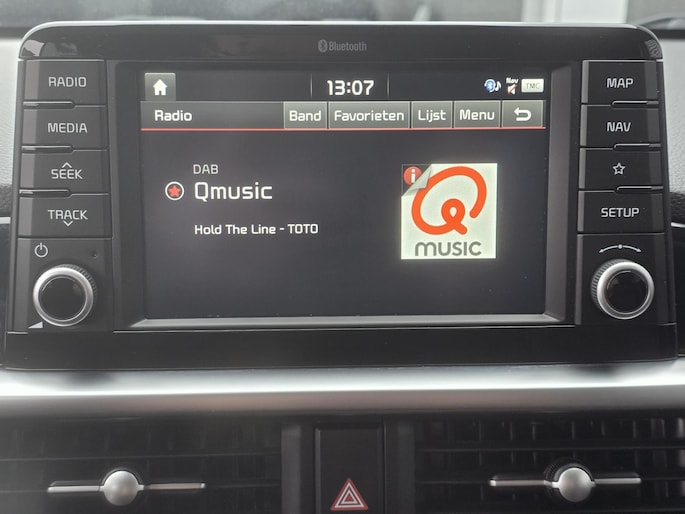 Bluetooth
RADIO
MEDIA
SEEK
TRACK
13:07
Nav
TMC
Radio
Band
Favorieten
Lijst
Menu
DAB
Qmusic
Hold The Line - TOTO
i
Q
MUSIC
MAP
NAV
SETUP